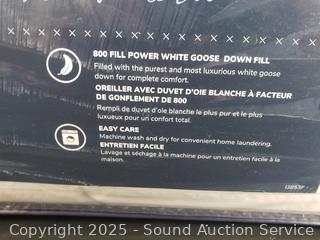 800 FILL POWER WHITE GOOSE DOWN FILL
Filled with the purest and most luxurious white goose
down for complete comfort.
OREILLER AVEC DUVET D'OIE BLANCHE À FACTEUR
DE GONFLEMENT DE 800
Rempli de duvet d'oie blanche le plus pur et le plus
luxueux pour un confort total.
EASY CARE
Machine wash and dry for convenient home laundering.
ENTRETIEN FACILE
Lavage et séchage à la machine pour un entretien facile à la
maison.
Copyright 2025 - Sound Auction Service